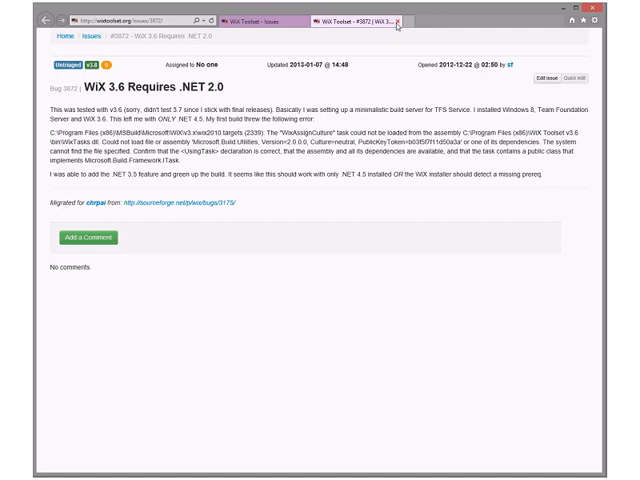 http://wixtoolset.org/issues/3872/
WiX Toolset - Issues
WiX Toolset - #3872 | WiX 3....
Home / Issues / #3872 - WiX 3.6 Requires .NET 2.0
Untriaged v3.6 0 Assigned to No one Updated 2013-01-07 @ 14:48 Opened 2012-12-22 @ 02:50 by sf
Edit Issue Quick edit
Bug 3872 | WiX 3.6 Requires .NET 2.0
This was tested with v3.6 (sorry, didn't test 3.7 since I stick with final releases). Basically I was setting up a minimalistic build server for TFS Service. I installed Windows 8, Team Foundation
Server and WiX 3.6. This left me with ONLY .NET 4.5. My first build threw the following error:
C:\Program Files (x86)\MSBuild\Microsoft\WiX\v3.x\wix2010.targets (2339): The "WixAssignCulture" task could not be loaded from the assembly C:\Program Files (x86)\WiX Toolset v3.6
\bin\WixTasks.dll. Could not load file or assembly 'Microsoft.Build.Utilities, Version=2.0.0.0, Culture=neutral, PublicKeyToken=b03f5f7f11d50a3a' or one of its dependencies. The system
cannot find the file specified. Confirm that the <UsingTask> declaration is correct, that the assembly and all its dependencies are available, and that the task contains a public class that
implements Microsoft.Build.Framework.ITask.
I was able to add the .NET 3.5 feature and green up the build. It seems like this should work with only .NET 4.5 installed OR the WiX installer should detect a missing prereq.
Migrated for chrpai from: http://sourceforge.net/p/wix/bugs/3175/
Add a Comment
No comments.